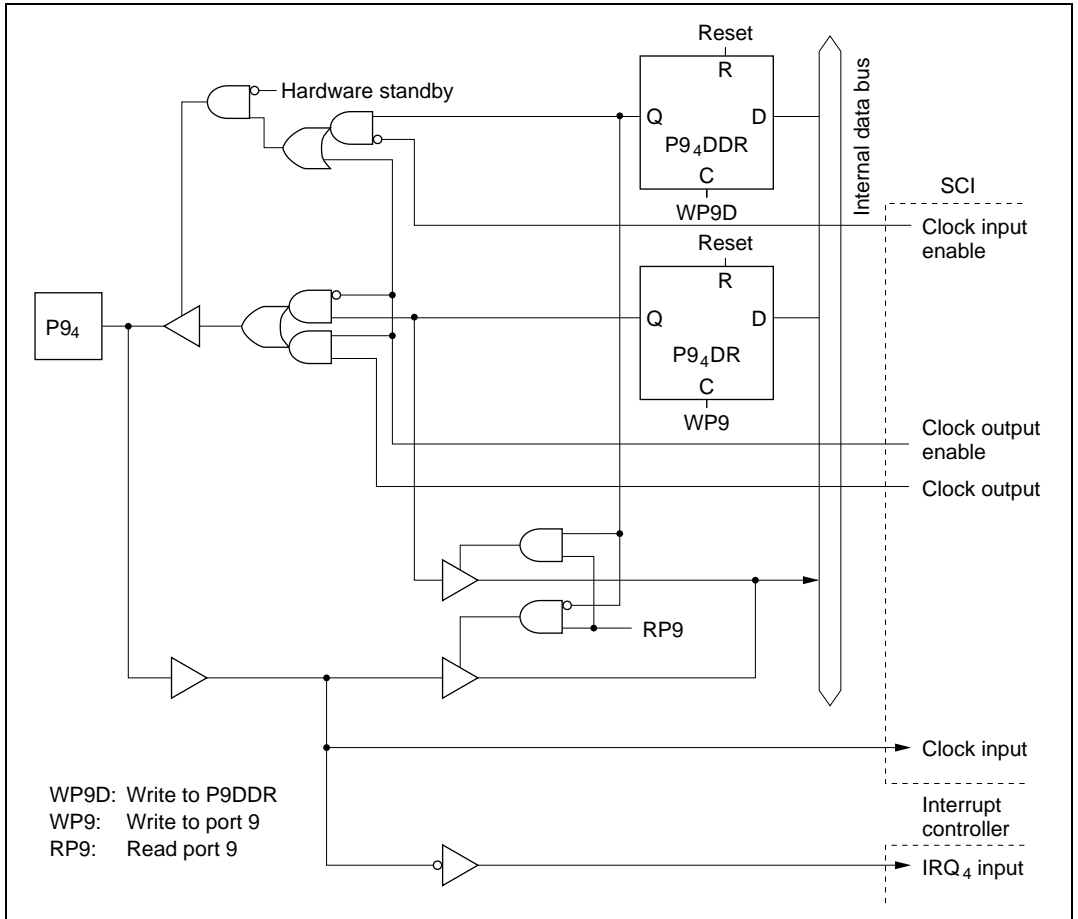 Reset
R
Hardware standby
Q
D
P9₄DDR
C
WP9D
Internal data bus
SCI
Clock input
enable
Reset
R
P9₄
Q
D
P9₄DR
C
WP9
Clock output
enable
Clock output
RP9
Clock input
WP9D: Write to P9DDR
WP9: Write to port 9
RP9: Read port 9
Interrupt
controller
IRQ₄ input